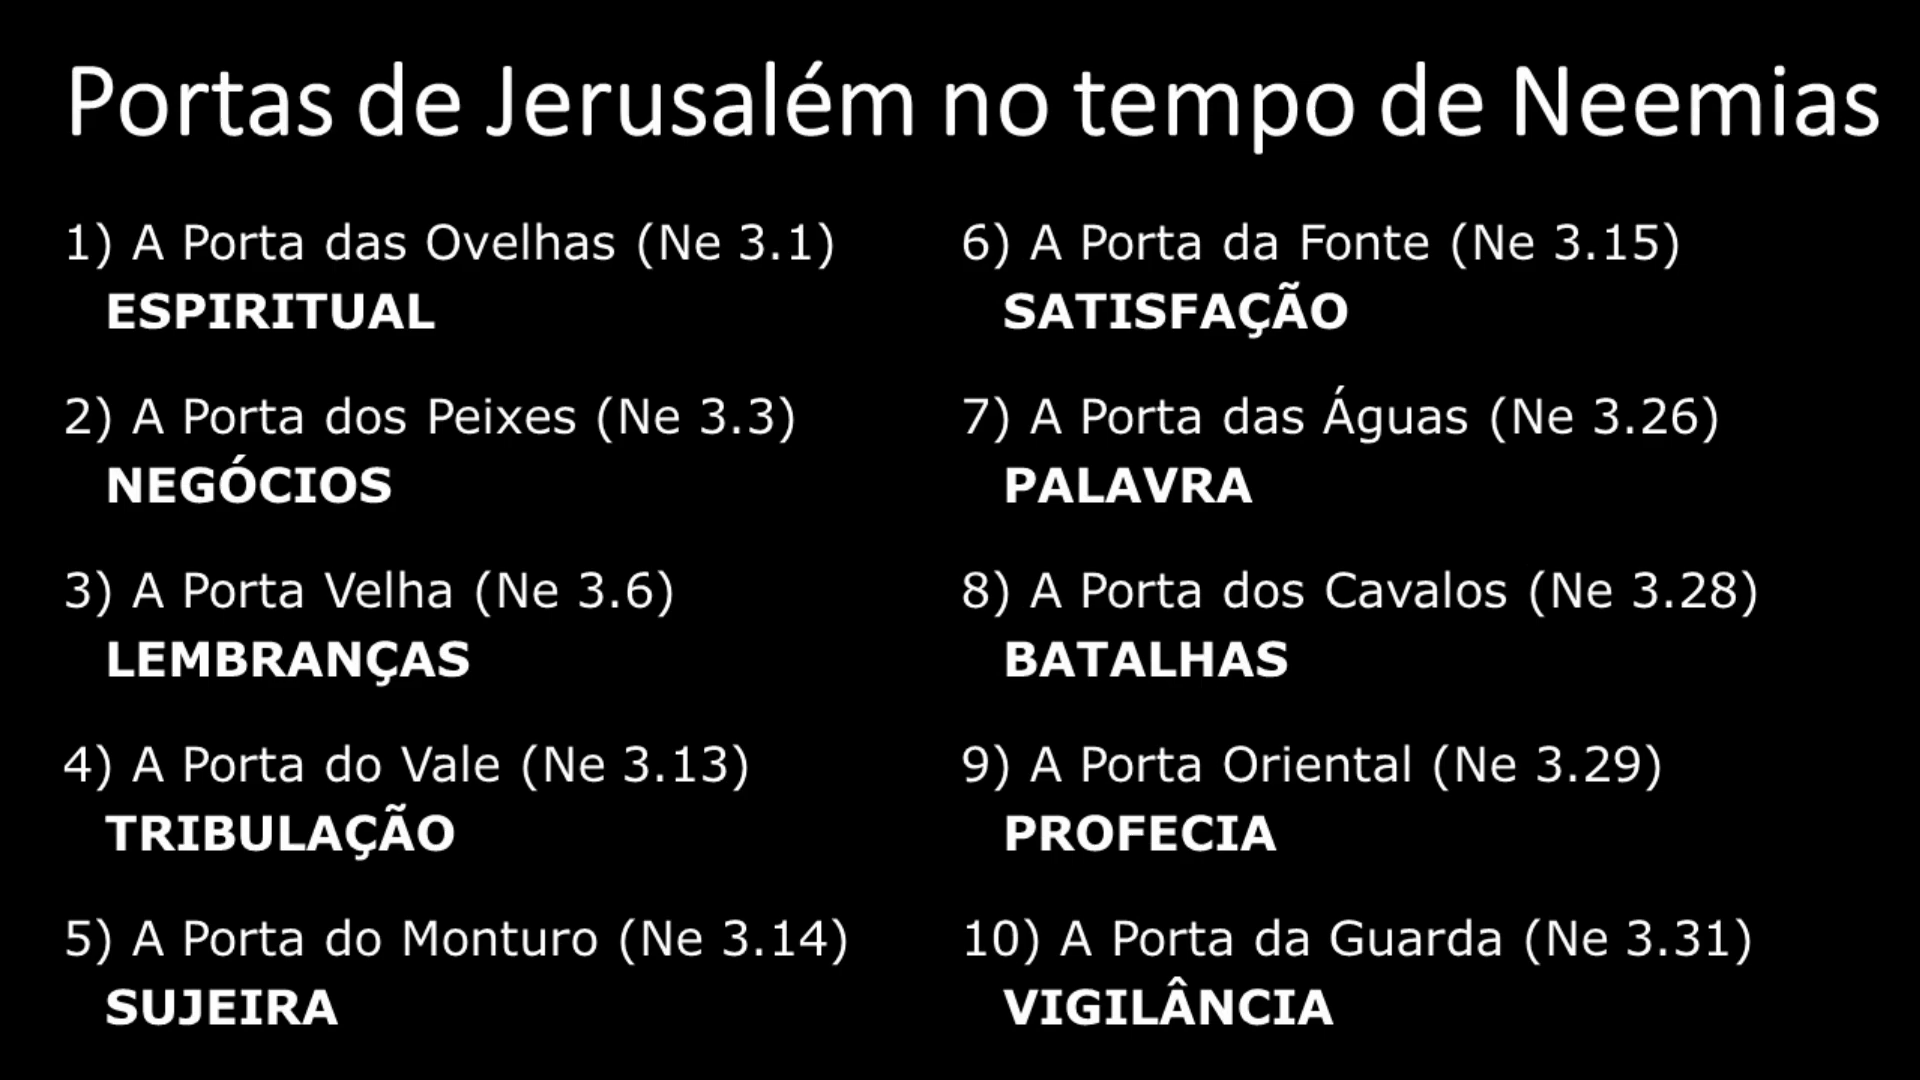 Portas de Jerusalém no tempo de Neemias
1) A Porta das Ovelhas (Ne 3.1)
ESPIRITUAL
2) A Porta dos Peixes (Ne 3.3)
NEGÓCIOS
3) A Porta Velha (Ne 3.6)
LEMBRANÇAS
4) A Porta do Vale (Ne 3.13)
TRIBULAÇÃO
5) A Porta do Monturo (Ne 3.14)
SUJEIRA
6) A Porta da Fonte (Ne 3.15)
SATISFAÇÃO
7) A Porta das Águas (Ne 3.26)
PALAVRA
8) A Porta dos Cavalos (Ne 3.28)
BATALHAS
9) A Porta Oriental (Ne 3.29)
PROFECIA
10) A Porta da Guarda (Ne 3.31)
VIGILÂNCIA